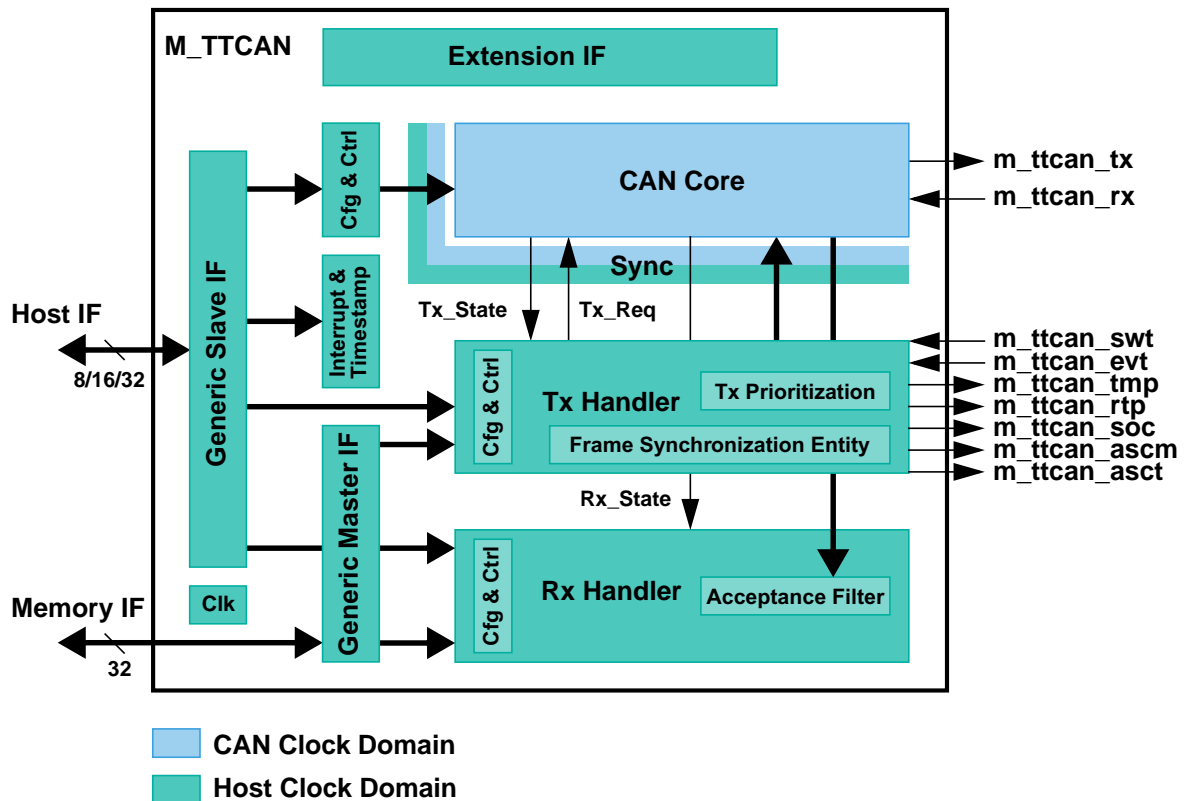 M_TTCAN
Extension IF
Cfg & Ctrl
CAN Core
m_ttcan_tx
m_ttcan_rx
Sync
Generic Slave IF
Interrupt &
Timestamp
Host IF
8/16/32
Tx_State
Tx_Req
m_ttcan_swt
m_ttcan_evt
m_ttcan_tmp
m_ttcan_rtp
m_ttcan_soc
m_ttcan_ascm
m_ttcan_asct
Cfg & Ctrl
Tx Handler
Tx Prioritization
Frame Synchronization Entity
Generic Master IF
Rx_State
Cfg & Ctrl
Rx Handler
Acceptance Filter
Clk
Memory IF
32
CAN Clock Domain
Host Clock Domain